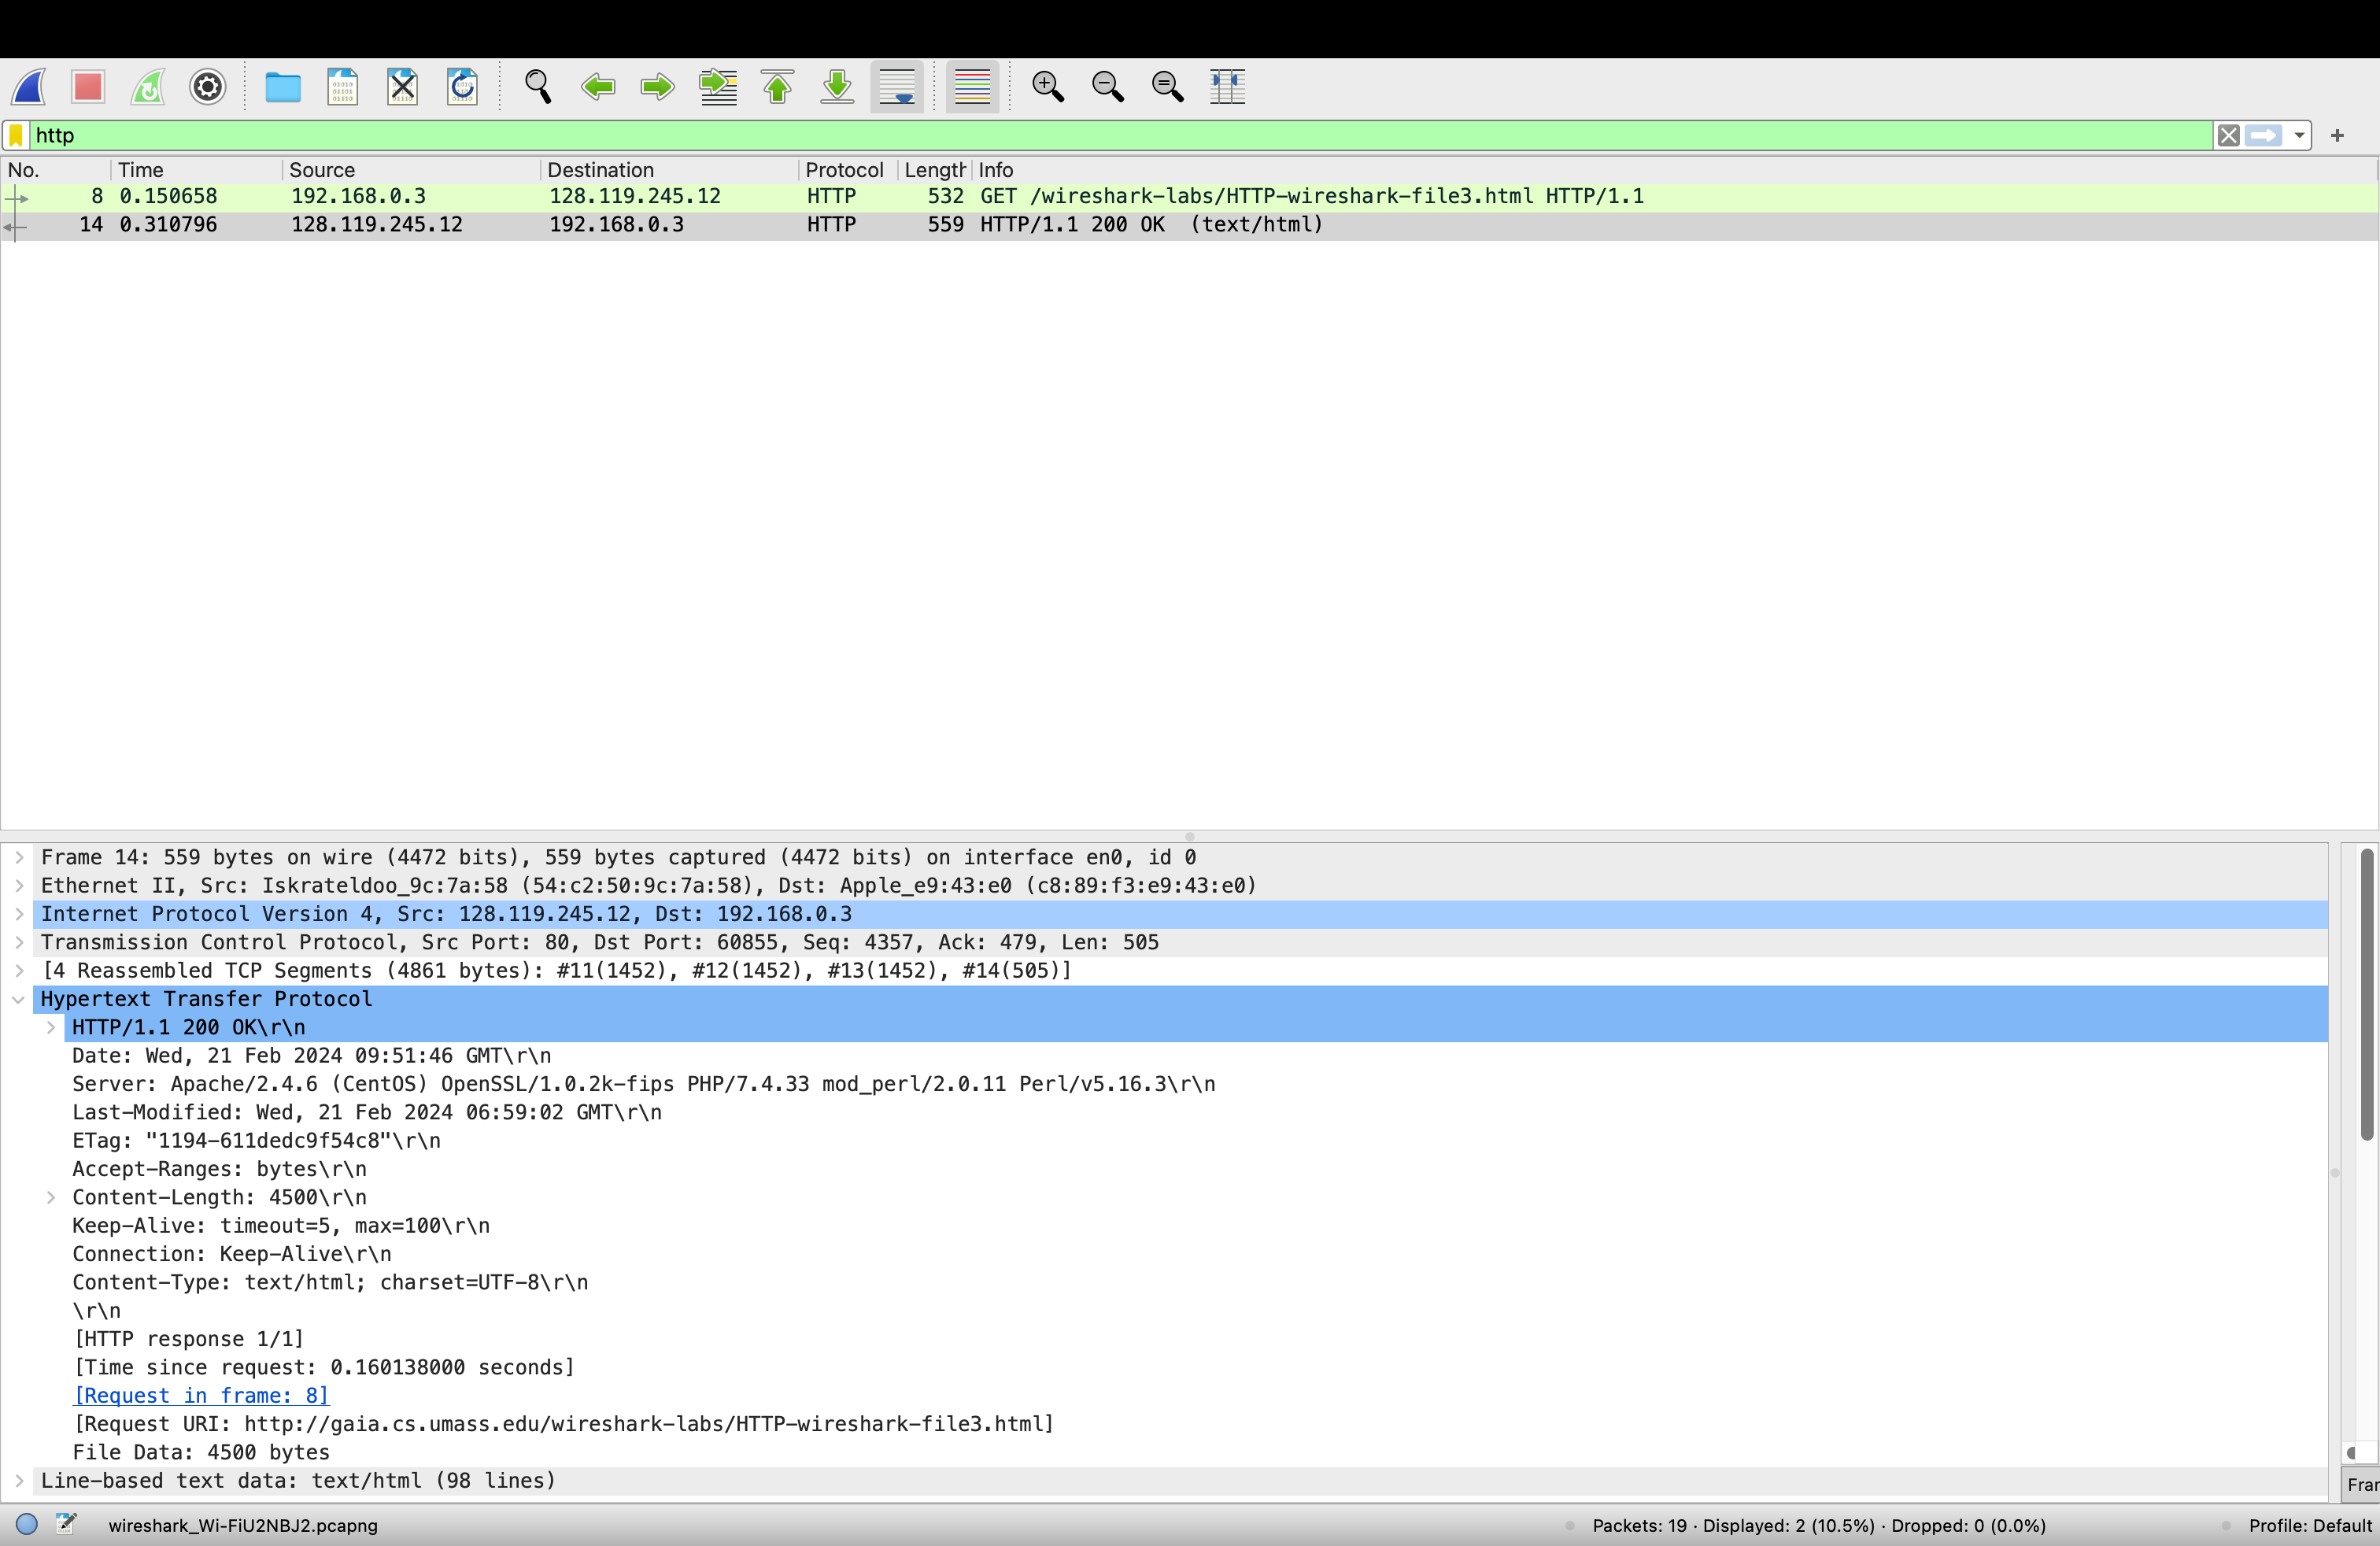 http
No. Time Source Destination Protocol Length Info
8 0.150658 192.168.0.3 128.119.245.12 HTTP 532 GET /wireshark-labs/HTTP-wireshark-file3.html HTTP/1.1
14 0.310796 128.119.245.12 192.168.0.3 HTTP 559 HTTP/1.1 200 OK  (text/html)
Frame 14: 559 bytes on wire (4472 bits), 559 bytes captured (4472 bits) on interface en0, id 0
Ethernet II, Src: Iskrateldoo_9c:7a:58 (54:c2:50:9c:7a:58), Dst: Apple_e9:43:e0 (c8:89:f3:e9:43:e0)
Internet Protocol Version 4, Src: 128.119.245.12, Dst: 192.168.0.3
Transmission Control Protocol, Src Port: 80, Dst Port: 60855, Seq: 4357, Ack: 479, Len: 505
[4 Reassembled TCP Segments (4861 bytes): #11(1452), #12(1452), #13(1452), #14(505)]
Hypertext Transfer Protocol
HTTP/1.1 200 OK\r\n
Date: Wed, 21 Feb 2024 09:51:46 GMT\r\n
Server: Apache/2.4.6 (CentOS) OpenSSL/1.0.2k-fips PHP/7.4.33 mod_perl/2.0.11 Perl/v5.16.3\r\n
Last-Modified: Wed, 21 Feb 2024 06:59:02 GMT\r\n
ETag: "1194-611dedc9f54c8"\r\n
Accept-Ranges: bytes\r\n
Content-Length: 4500\r\n
Keep-Alive: timeout=5, max=100\r\n
Connection: Keep-Alive\r\n
Content-Type: text/html; charset=UTF-8\r\n
\r\n
[HTTP response 1/1]
[Time since request: 0.160138000 seconds]
[Request in frame: 8]
[Request URI: http://gaia.cs.umass.edu/wireshark-labs/HTTP-wireshark-file3.html]
File Data: 4500 bytes
Line-based text data: text/html (98 lines)
Fran
wireshark_Wi-FiU2NBJ2.pcapng Packets: 19 · Displayed: 2 (10.5%) · Dropped: 0 (0.0%) Profile: Default